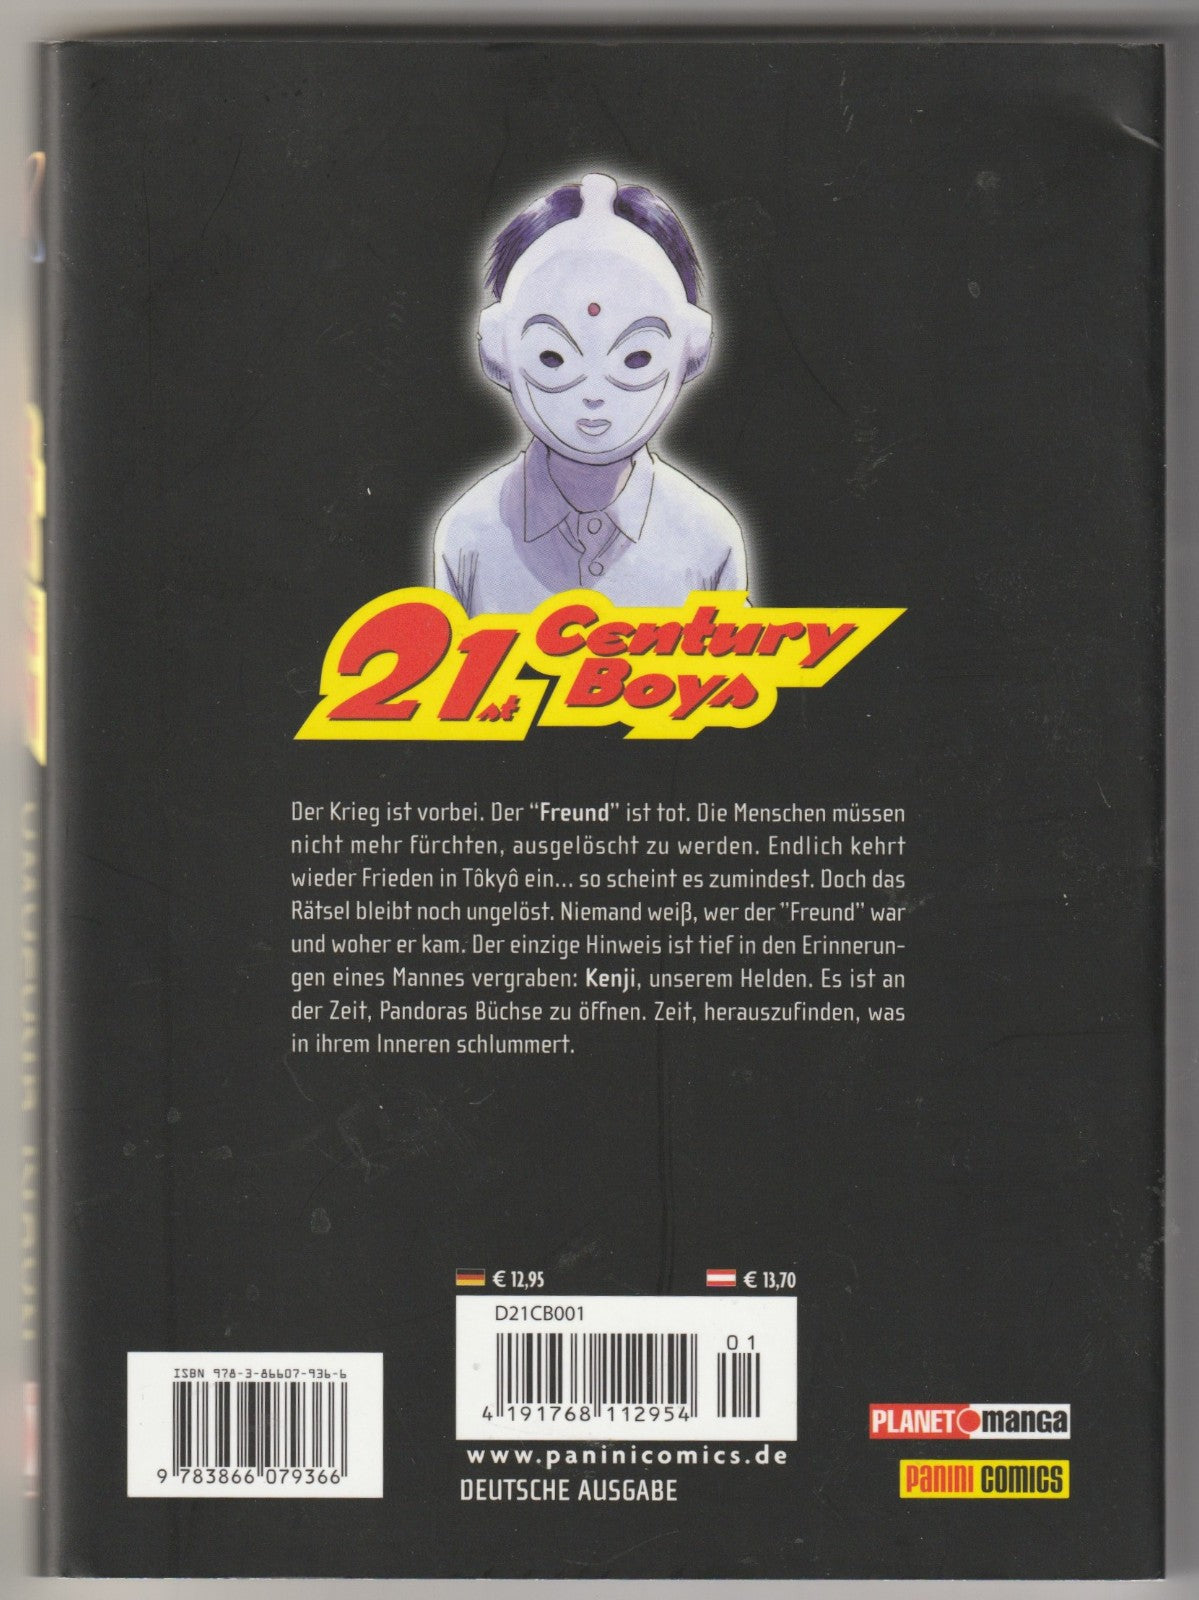 21st Century
Boys
Der Krieg ist vorbei. Der “Freund” ist tot. Die Menschen müssen
nicht mehr fürchten, ausgelöscht zu werden. Endlich kehrt
wieder Frieden in Tôkyô ein... so scheint es zumindest. Doch das
Rätsel bleibt noch ungelöst. Niemand weiß, wer der ”Freund” war
und woher er kam. Der einzige Hinweis ist tief in den Erinnerun-
gen eines Mannes vergraben: Kenji, unserem Helden. Es ist an
der Zeit, Pandoras Büchse zu öffnen. Zeit, herauszufinden, was
in ihrem Inneren schlummert.
€ 12,95
€ 13,70
D21CB001
01
4 191768 112954
www.paninicomics.de
DEUTSCHE AUSGABE
ISBN 978-3-86607-936-6
9 783866 079366
PLANET manga
PANINI COMICS